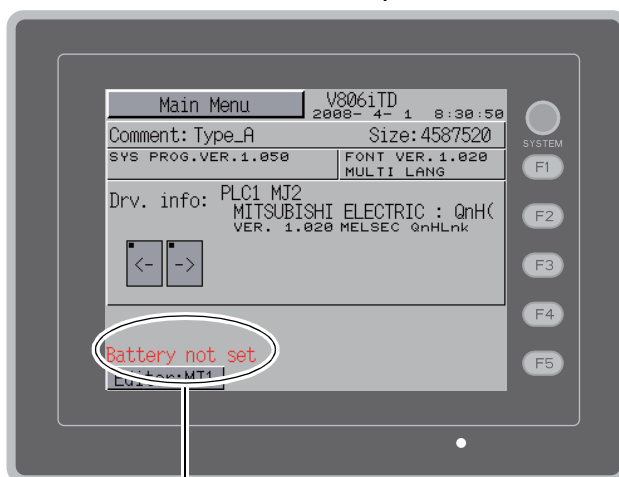 Main Menu
V806iTD
2008- 4- 1 8:30:50
Comment: Type_A
Size: 4587520
SYS PROG.VER.1.050
FONT VER.1.020
MULTI LANG
Drv. info: PLC1 MJ2
MITSUBISHI ELECTRIC : QnH(
VER. 1.020 MELSEC QnHLnk
<- ->
Battery not set
Editor:MJ1
SYSTEM
F1
F2
F3
F4
F5